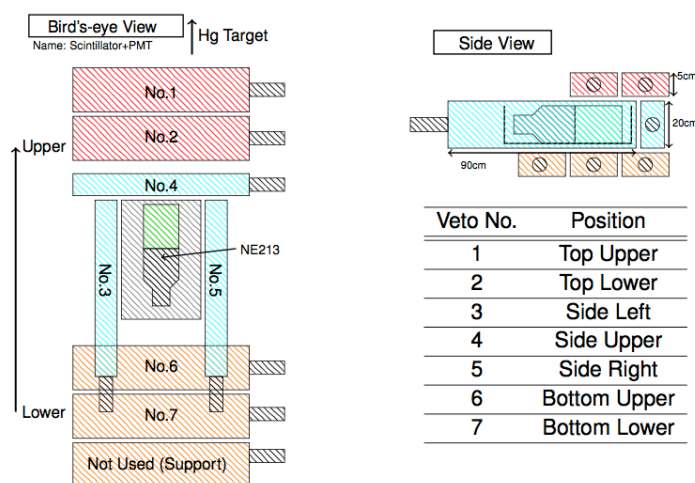 Bird's-eye View
Name: Scintillator+PMT
Hg Target
No.1
No.2
Upper
No.4
NE213
No.3
No.5
No.6
Lower
No.7
Not Used (Support)
Side View
5cm
20cm
90cm
Veto No. Position
1 Top Upper
2 Top Lower
3 Side Left
4 Side Upper
5 Side Right
6 Bottom Upper
7 Bottom Lower